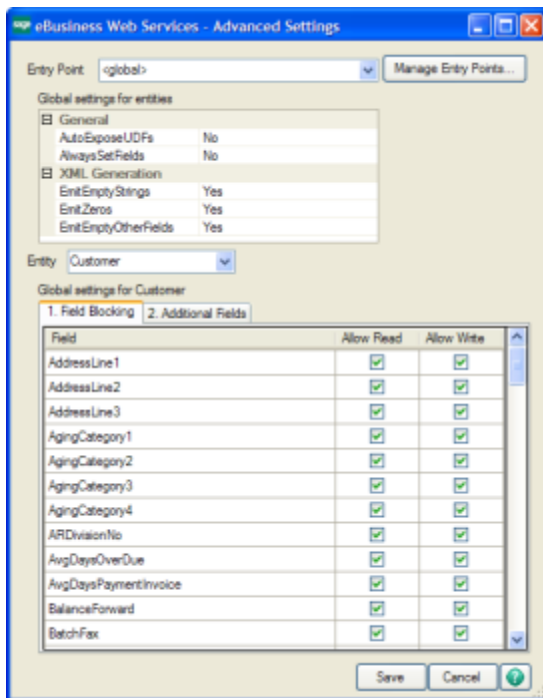 sage eBusiness Web Services - Advanced Settings
Entry Point <global> Manage Entry Points...
Global settings for entities
General
AutoExposeUDFs No
AlwaysSetFields No
XML Generation
EmitEmptyStrings Yes
EmitZeros Yes
EmitEmptyOtherFields Yes
Entity Customer
Global settings for Customer
1. Field Blocking 2. Additional Fields
Field Allow Read Allow Write
AddressLine1
AddressLine2
AddressLine3
AgingCategory1
AgingCategory2
AgingCategory3
AgingCategory4
ARDivisionNo
AvgDaysOverDue
AvgDaysPaymentInvoice
BalanceForward
BatchFax
Save Cancel ?